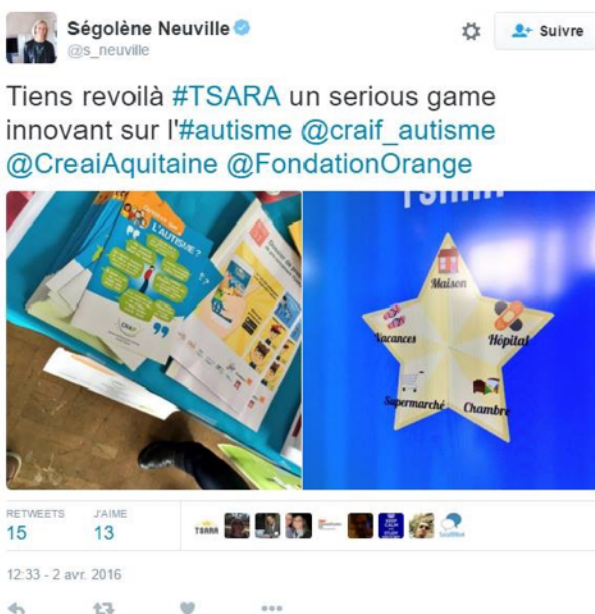 Ségolène Neuville
@s_neuville
Suivre
Tiens revoilà #TSARA un serious game
innovant sur l'#autisme @craif_autisme
@CreaiAquitaine @FondationOrange
L'AUTISME ?
TSARA
Maison
Vacances
Hôpital
Supermarché
Chambre
RETWEETS
J'AIME
15
13
TSARA
12:33 - 2 avr. 2016